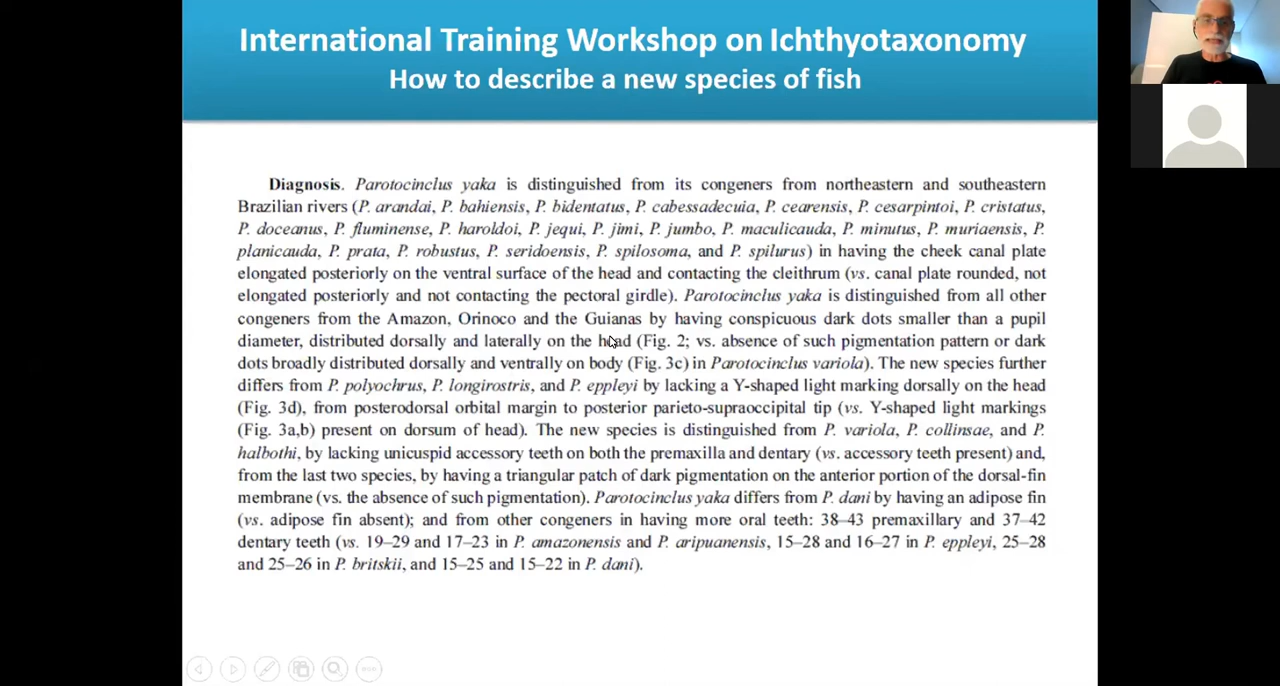 International Training Workshop on Ichthyotaxonomy
How to describe a new species of fish
Diagnosis. Parotocinclus yaka is distinguished from its congeners from northeastern and southeastern
Brazilian rivers (P. arandai, P. bahiensis, P. bidentatus, P. cabessadecuia, P. cearensis, P. cesarpintoi, P. cristatus,
P. doceanus, P. fluminense, P. haroldoi, P. jequi, P. jimi, P. jumbo, P. maculicauda, P. minutus, P. muriaensis, P.
planicauda, P. prata, P. robustus, P. seridoensis, P. spilosoma, and P. spilurus) in having the cheek canal plate
elongated posteriorly on the ventral surface of the head and contacting the cleithrum (vs. canal plate rounded, not
elongated posteriorly and not contacting the pectoral girdle). Parotocinclus yaka is distinguished from all other
congeners from the Amazon, Orinoco and the Guianas by having conspicuous dark dots smaller than a pupil
diameter, distributed dorsally and laterally on the head (Fig. 2; vs. absence of such pigmentation pattern or dark
dots broadly distributed dorsally and ventrally on body (Fig. 3c) in Parotocinclus variola). The new species further
differs from P. polyochrus, P. longirostris, and P. eppleyi by lacking a Y-shaped light marking dorsally on the head
(Fig. 3d), from posterodorsal orbital margin to posterior parieto-supraoccipital tip (vs. Y-shaped light markings
(Fig. 3a,b) present on dorsum of head). The new species is distinguished from P. variola, P. collinsae, and P.
halbothi, by lacking unicuspid accessory teeth on both the premaxilla and dentary (vs. accessory teeth present) and,
from the last two species, by having a triangular patch of dark pigmentation on the anterior portion of the dorsal-fin
membrane (vs. the absence of such pigmentation). Parotocinclus yaka differs from P. dani by having an adipose fin
(vs. adipose fin absent); and from other congeners in having more oral teeth: 38–43 premaxillary and 37–42
dentary teeth (vs. 19–29 and 17–23 in P. amazonensis and P. aripuanensis, 15–28 and 16–27 in P. eppleyi, 25–28
and 25–26 in P. britskii, and 15–25 and 15–22 in P. dani).